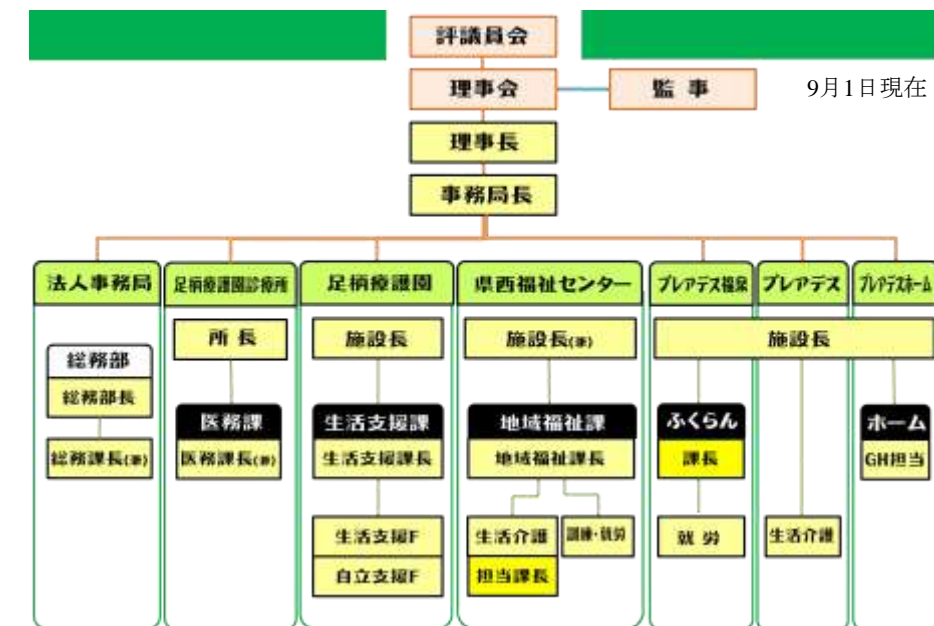 評議員会
理事会
監 事
9月1日現在
理事長
事務局長
法人事務局
足柄療護園診療所
足柄療護園
県西福祉センター
プレアデス福泉
プレアデス
プレアデスホーム
総務部
総務部長
総務課長(兼)
所 長
医務課
医務課長(兼)
施設長
生活支援課
生活支援課長
生活支援F
自立支援F
施設長(兼)
地域福祉課
地域福祉課長
生活介護
担当課長
訓練・就労
施設長
ふくらん
課長
就 労
生活介護
ホーム
GH担当